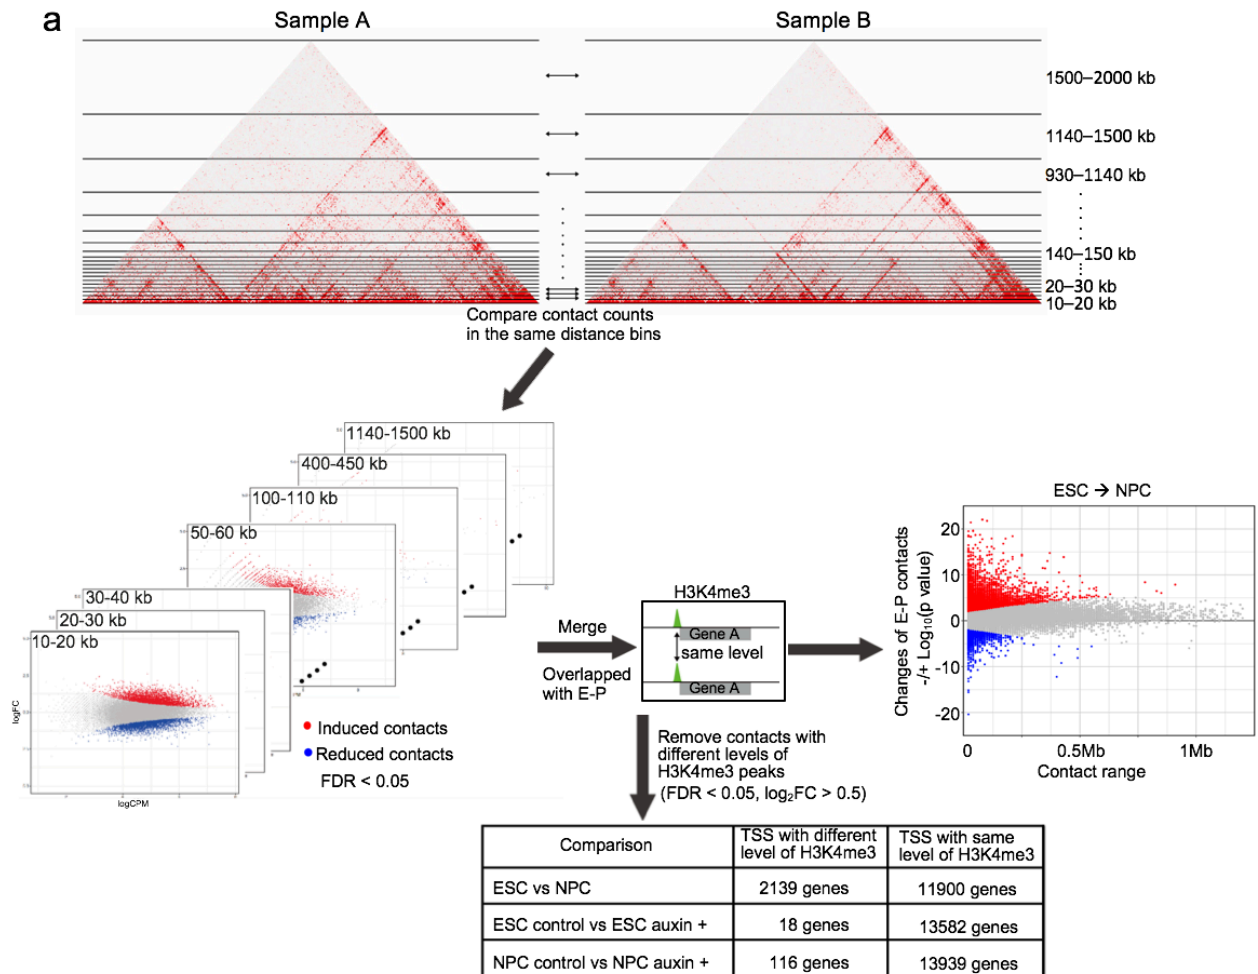 a
Sample A
Sample B
1500–2000 kb
1140–1500 kb
930–1140 kb
140–150 kb
20–30 kb
10–20 kb
Compare contact counts
in the same distance bins
1140-1500 kb
400-450 kb
100-110 kb
50-60 kb
30-40 kb
20-30 kb
10-20 kb
logFC
logCPM
Induced contacts
Reduced contacts
FDR < 0.05
Merge
Overlapped
with E-P
H3K4me3
Gene A
same level
Gene A
Remove contacts with
different levels of
H3K4me3 peaks
(FDR < 0.05, log₂FC > 0.5)
ESC → NPC
Changes of E-P contacts
-/+ Log₁₀(p value)
20
10
0
-10
-20
0
0.5Mb
1Mb
Contact range
Comparison
TSS with different
level of H3K4me3
TSS with same
level of H3K4me3
ESC vs NPC
2139 genes
11900 genes
ESC control vs ESC auxin +
18 genes
13582 genes
NPC control vs NPC auxin +
116 genes
13939 genes